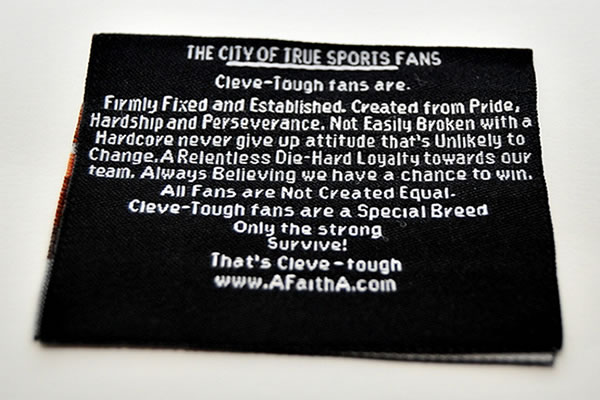 THE CITY OF TRUE SPORTS FANS
Cleve-Tough fans are.
Firmly Fixed and Established. Created from Pride,
Hardship and Perseverance. Not Easily Broken with a
Hardcore never give up attitude that's Unlikely to
Change. A Relentless Die-Hard Loyalty towards our
team. Always Believing we have a chance to win.
All Fans are Not Created Equal.
Cleve-Tough fans are a Special Breed
Only the strong
Survive!
That's Cleve-tough
www.AFaithA.com